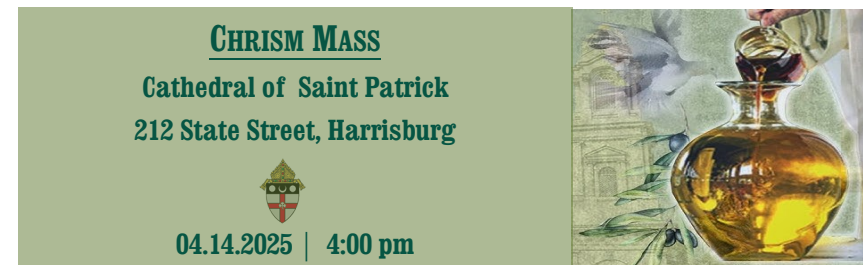 CHRISM MASS
Cathedral of Saint Patrick
212 State Street, Harrisburg
04.14.2025 | 4:00 pm